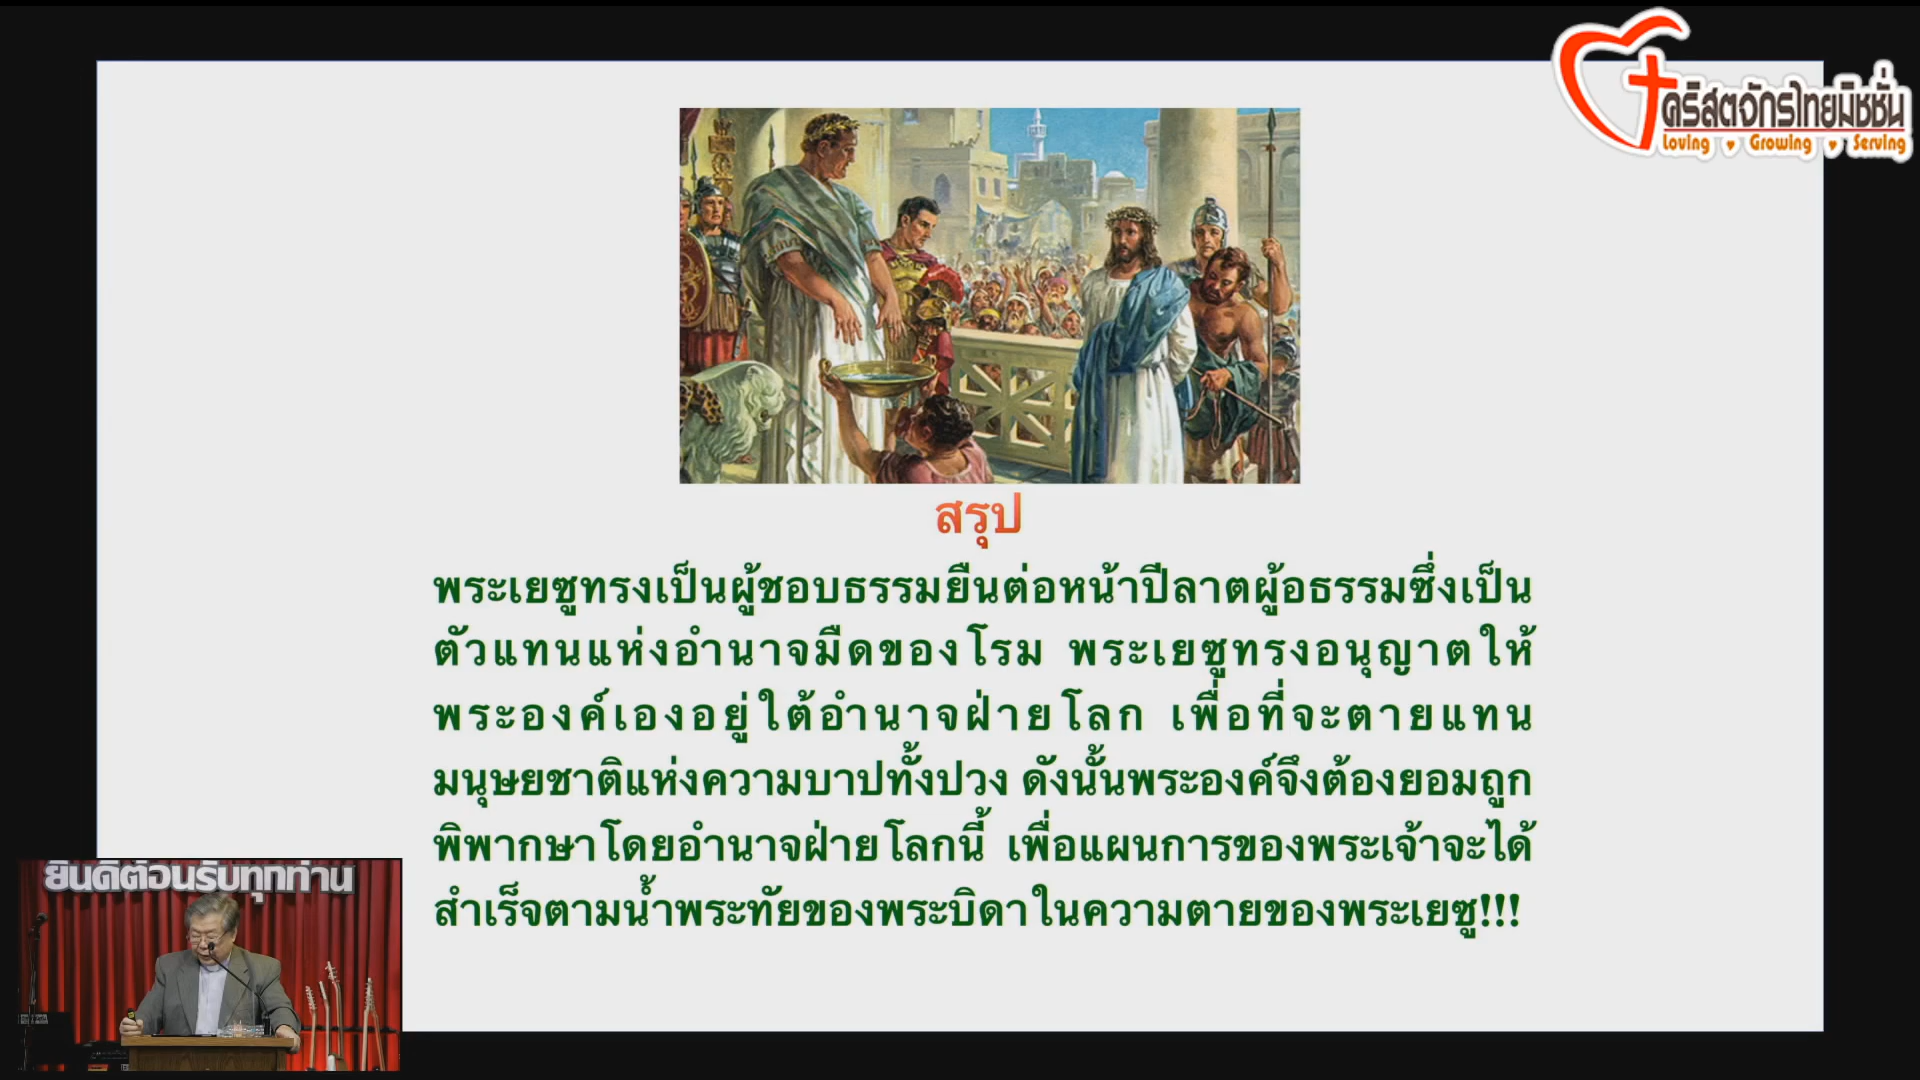 คริสตจักรไทยมิชชั่น
Loving ♥ Growing ♥ Serving
สรุป
พระเยซูทรงเป็นผู้ชอบธรรมยืนต่อหน้าปีลาตผู้อธรรมซึ่งเป็น
ตัวแทนแห่งอำนาจมืดของโรม พระเยซูทรงอนุญาตให้
พระองค์เองอยู่ใต้อำนาจฝ่ายโลก เพื่อที่จะตายแทน
มนุษยชาติแห่งความบาปทั้งปวง ดังนั้นพระองค์จึงต้องยอมถูก
พิพากษาโดยอำนาจฝ่ายโลกนี้ เพื่อแผนการของพระเจ้าจะได้
สำเร็จตามน้ำพระทัยของพระบิดาในความตายของพระเยซู!!!
ยินดีต้อนรับทุกท่าน